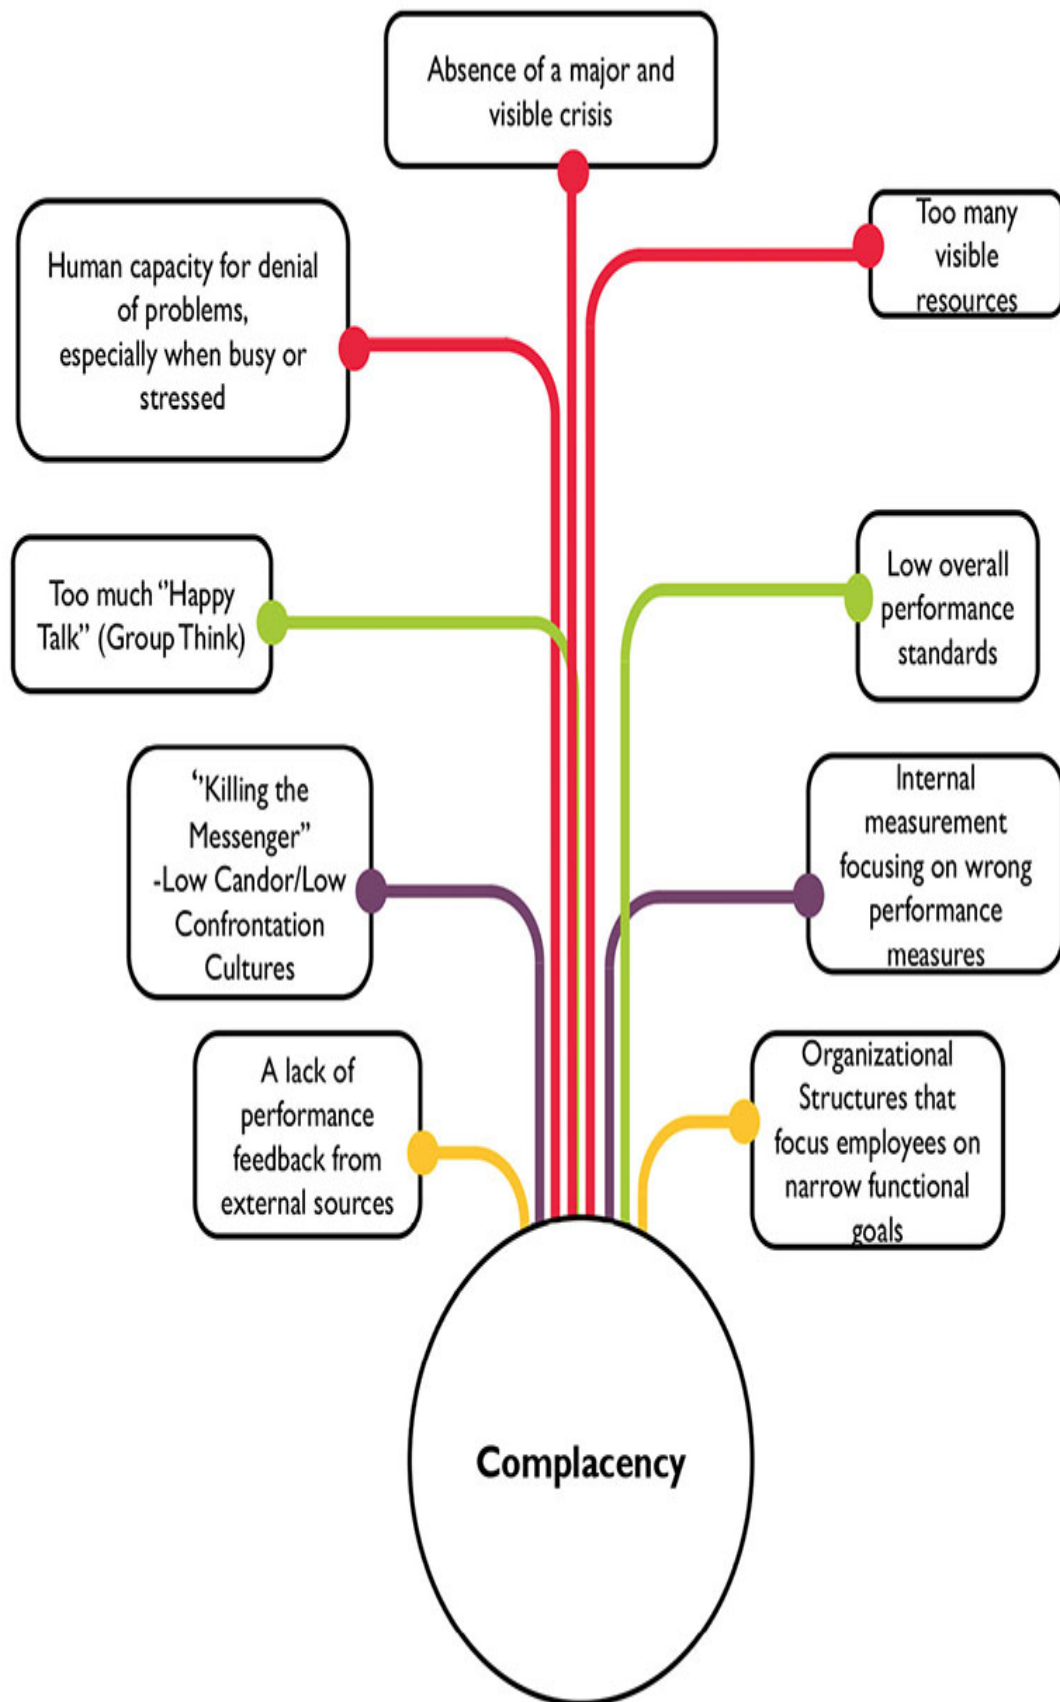 Absence of a major and
visible crisis
Too many
visible
resources
Human capacity for denial
of problems,
especially when busy or
stressed
Low overall
performance
standards
Too much ‘’Happy
Talk’’ (Group Think)
Internal
measurement
focusing on wrong
performance
measures
‘’Killing the
Messenger’’
-Low Candor/Low
Confrontation
Cultures
A lack of
performance
feedback from
external sources
Organizational
Structures that
focus employees on
narrow functional
goals
Complacency